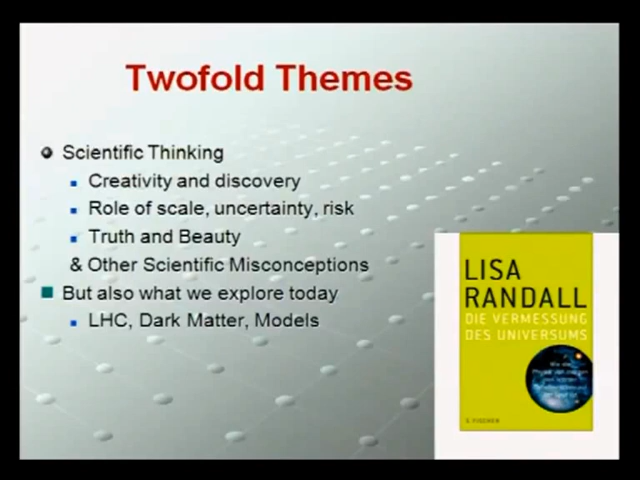 Twofold Themes
Scientific Thinking
Creativity and discovery
Role of scale, uncertainty, risk
Truth and Beauty
& Other Scientific Misconceptions
But also what we explore today
LHC, Dark Matter, Models
LISA
RANDALL
DIE VERMESSUNG
DES UNIVERSUMS
S. FISCHER